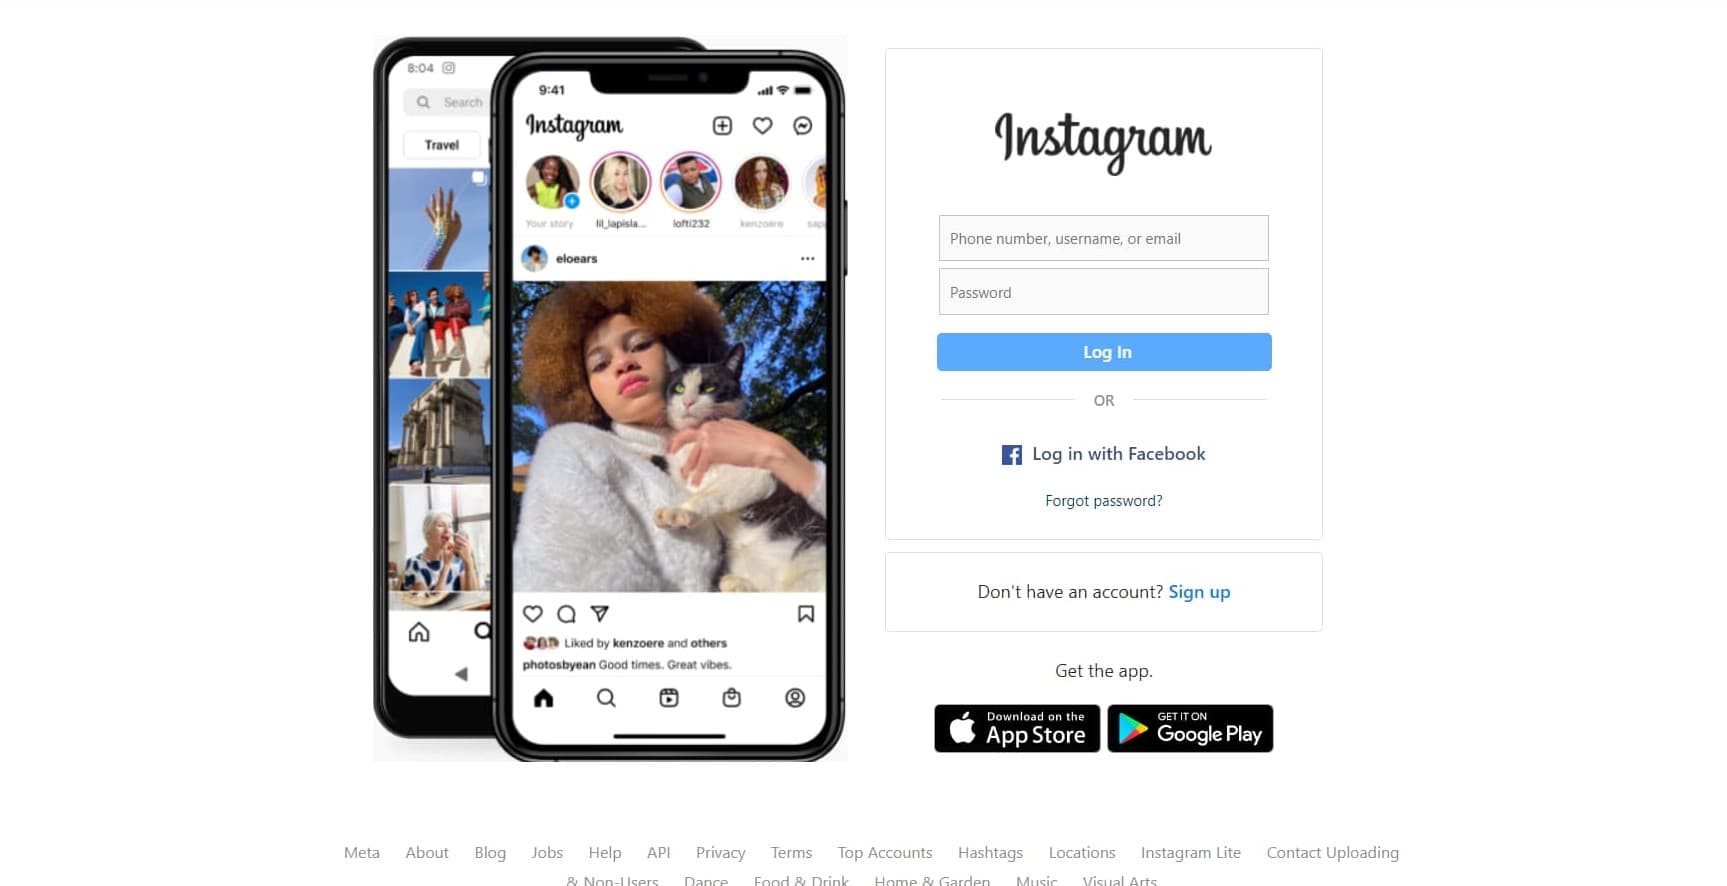 8:04
Search
Travel
9:41
Instagram
Your story
lil_lapisla...
lofti232
kenzoere
sap
eloears
Liked by kenzoere and others
photosbyean Good times. Great vibes.
Instagram
Phone number, username, or email
Password
Log In
OR
Log in with Facebook
Forgot password?
Don't have an account? Sign up
Get the app.
Download on the
App Store
GET IT ON
Google Play
Meta About Blog Jobs Help API Privacy Terms Top Accounts Hashtags Locations Instagram Lite Contact Uploading
& Non-Users Dance Food & Drink Home & Garden Music Visual Arts